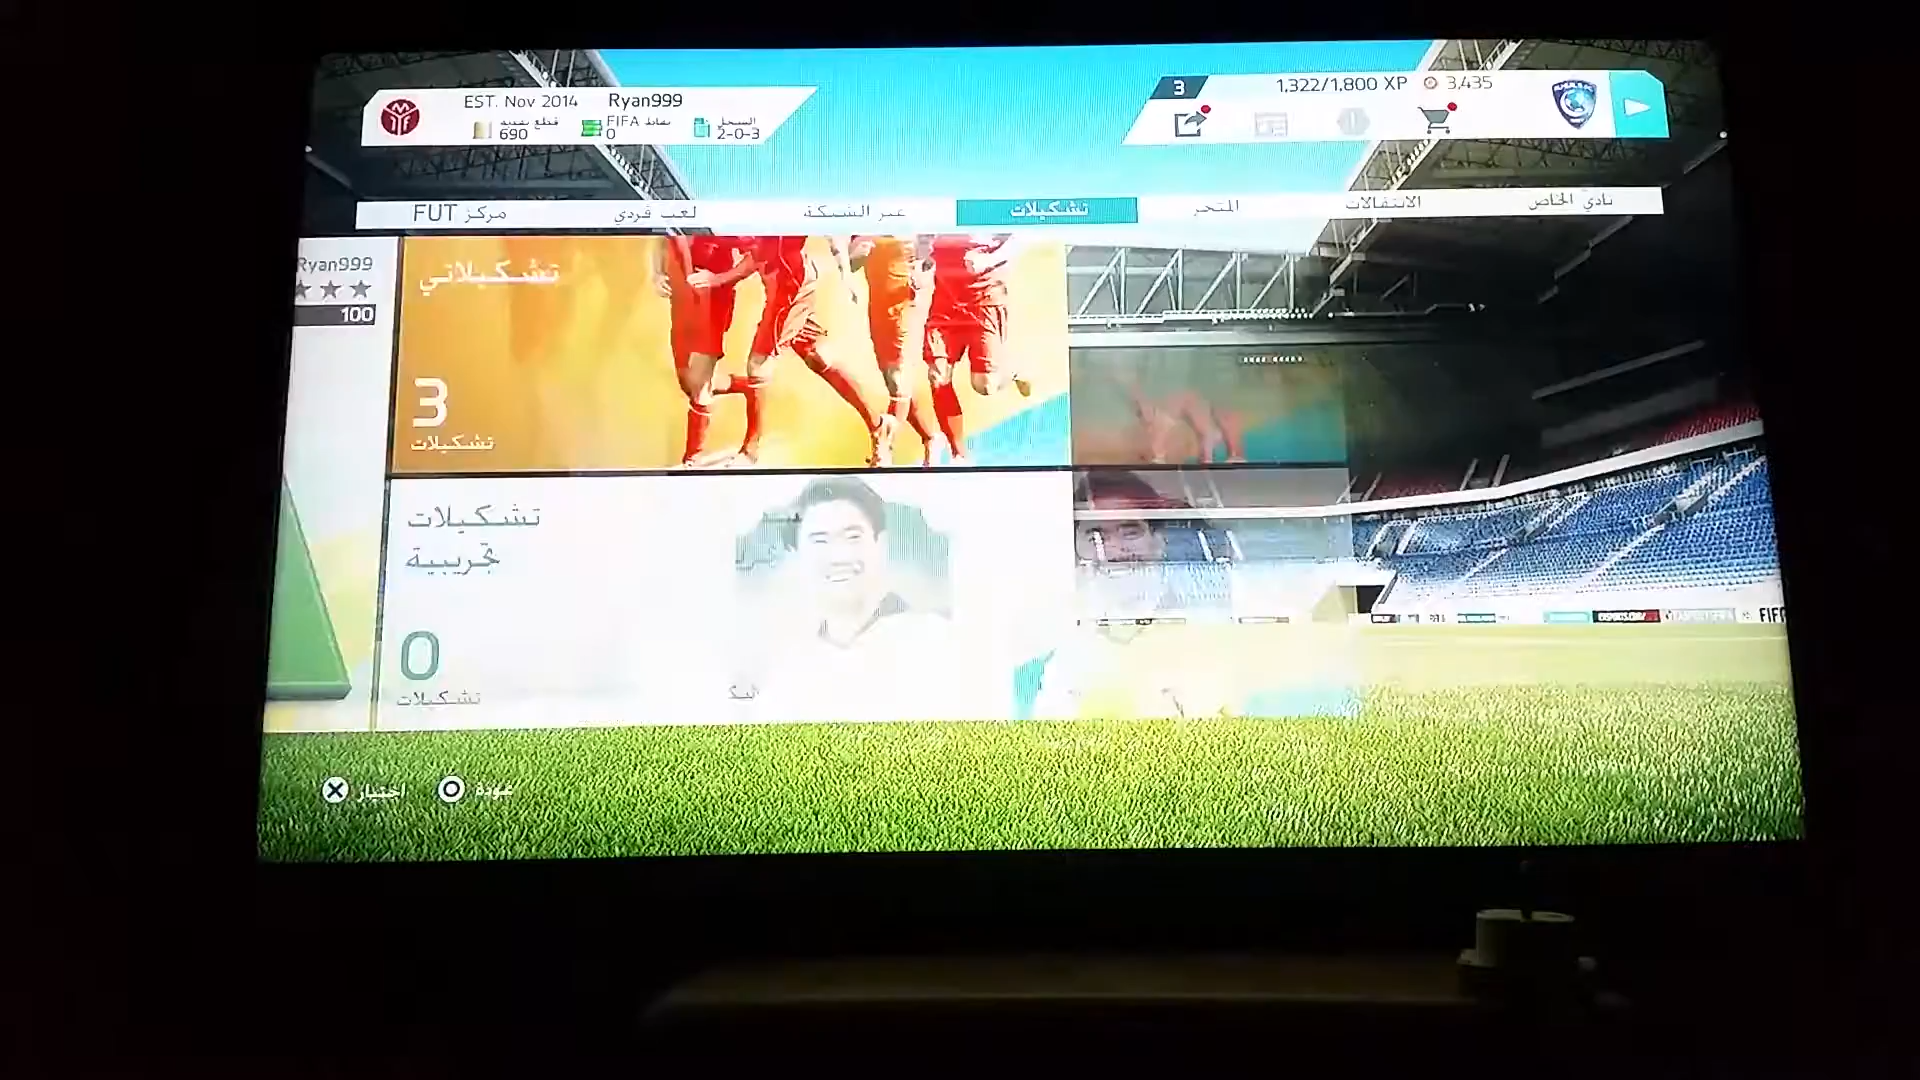 EST. Nov 2014 Ryan999
قطع نقدية 690
نقاط FIFA 0
السجل 2-0-3
3 1,322/1,800 XP 3,435
مركز FUT
لعب فردي
عبر الشبكة
تشكيلات
المتجر
الانتقالات
نادي الخاص
Ryan999
100
تشكيلاتي
3
تشكيلات
تشكيلات
تجريبية
0
تشكيلات
FIFA
اختيار
عودة